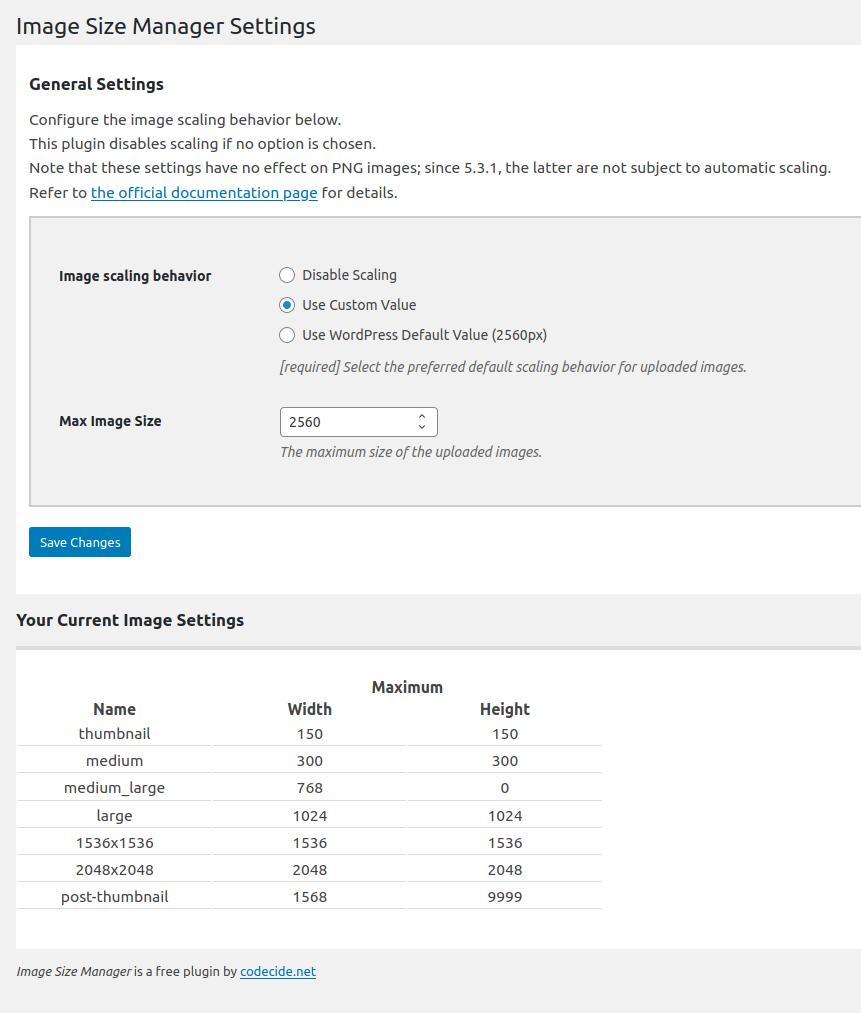 Image Size Manager Settings
General Settings
Configure the image scaling behavior below.
This plugin disables scaling if no option is chosen.
Note that these settings have no effect on PNG images; since 5.3.1, the latter are not subject to automatic scaling.
Refer to the official documentation page for details.
Image scaling behavior
Disable Scaling
Use Custom Value
Use WordPress Default Value (2560px)
[required] Select the preferred default scaling behavior for uploaded images.
Max Image Size
2560
The maximum size of the uploaded images.
Save Changes
Your Current Image Settings
Maximum
Name Width Height
thumbnail 150 150
medium 300 300
medium_large 768 0
large 1024 1024
1536x1536 1536 1536
2048x2048 2048 2048
post-thumbnail 1568 9999
Image Size Manager is a free plugin by codecide.net